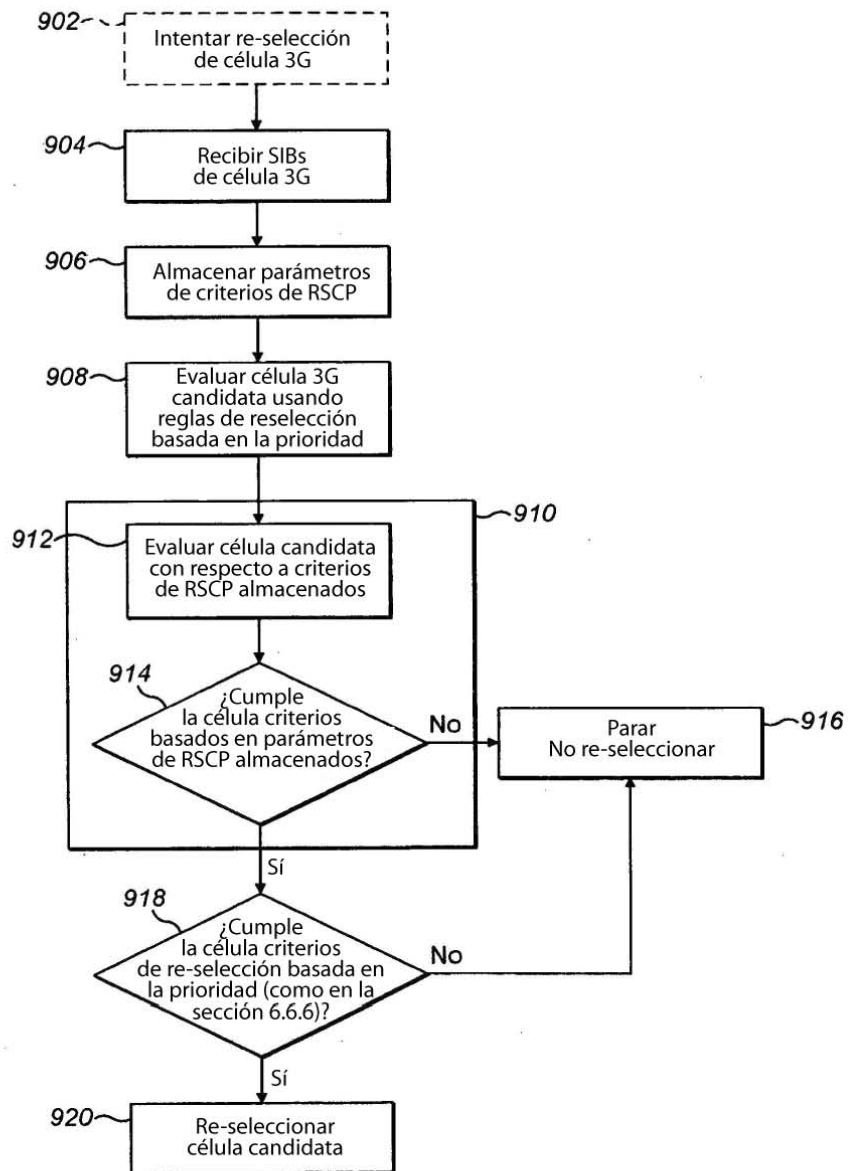 902
Intentar re-selección
de célula 3G
904
Recibir SIBs
de célula 3G
906
Almacenar parámetros
de criterios de RSCP
908
Evaluar célula 3G
candidata usando
reglas de reselección
basada en la prioridad
910
912
Evaluar célula candidata
con respecto a criterios
de RSCP almacenados
914
¿Cumple
la célula criterios
basados en parámetros
de RSCP almacenados?
No
Parar
No re-seleccionar
916
Sí
918
¿Cumple
la célula criterios
de re-selección basada en
la prioridad (como en la
sección 6.6.6)?
No
Sí
920
Re-seleccionar
célula candidata